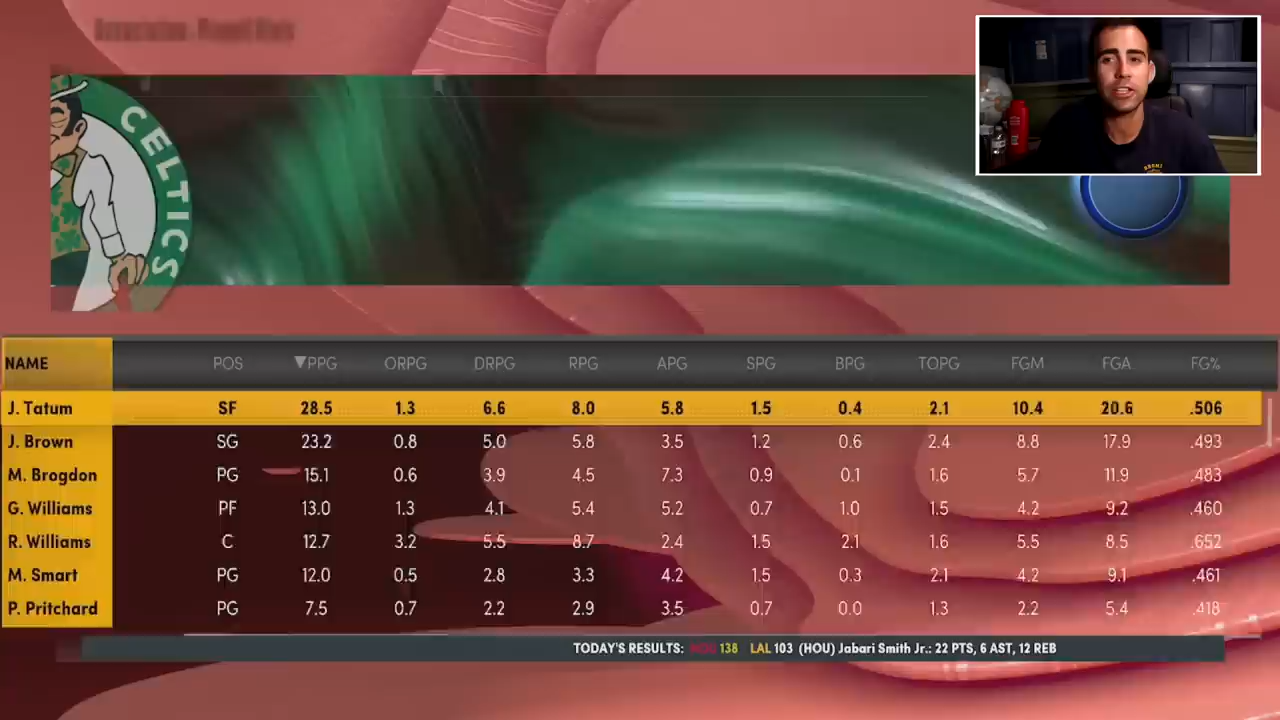 CELTICS
NAME POS ▼PPG ORPG DRPG RPG APG SPG BPG TOPG FGM FGA FG%
J. Tatum SF 28.5 1.3 6.6 8.0 5.8 1.5 0.4 2.1 10.4 20.6 .506
J. Brown SG 23.2 0.8 5.0 5.8 3.5 1.2 0.6 2.4 8.8 17.9 .493
M. Brogdon PG 15.1 0.6 3.9 4.5 7.3 0.9 0.1 1.6 5.7 11.9 .483
G. Williams PF 13.0 1.3 4.1 5.4 5.2 0.7 1.0 1.5 4.2 9.2 .460
R. Williams C 12.7 3.2 5.5 8.7 2.4 1.5 2.1 1.6 5.5 8.5 .652
M. Smart PG 12.0 0.5 2.8 3.3 4.2 1.5 0.3 2.1 4.2 9.1 .461
P. Pritchard PG 7.5 0.7 2.2 2.9 3.5 0.7 0.0 1.3 2.2 5.4 .418
TODAY'S RESULTS: 138 LAL 103 (HOU) Jabari Smith Jr.: 22 PTS, 6 AST, 12 REB